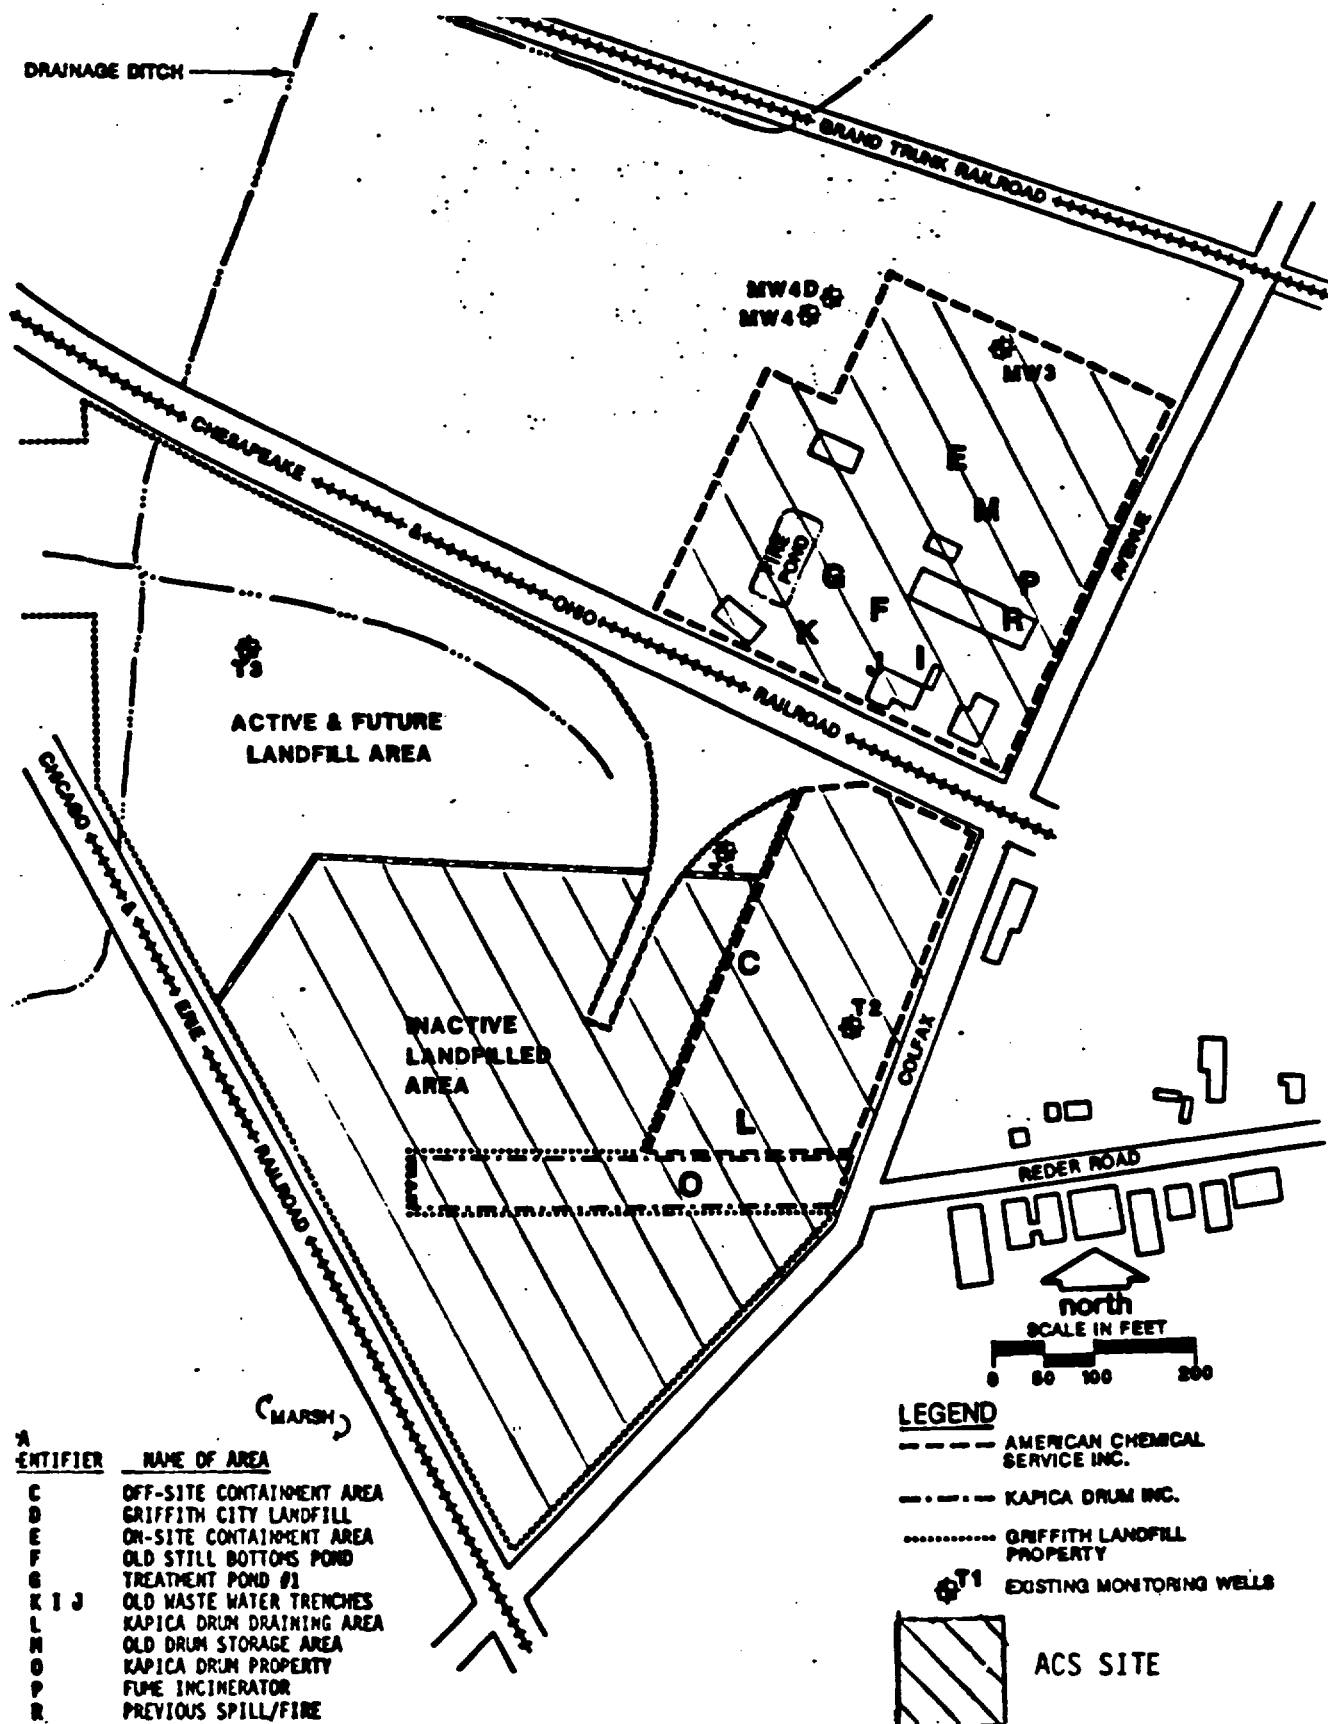 DRAINAGE DITCH
GRAND TRUNK RAILROAD
MW4D
MW4
MW3
CHESAPEAKE & OHIO RAILROAD
E
M
FIRE POND
G
F
P
R
K
J
I
AVENUE
T3
ACTIVE & FUTURE
LANDFILL AREA
CHICAGO & ERIE RAILROAD
C
T2
INACTIVE
LANDFILLED
AREA
COLFAX
L
O
REDER ROAD
north
SCALE IN FEET
0 50 100 200
(MARSH)
A
ENTIFIER NAME OF AREA
C OFF-SITE CONTAINMENT AREA
D GRIFFITH CITY LANDFILL
E ON-SITE CONTAINMENT AREA
F OLD STILL BOTTOMS POND
G TREATMENT POND #1
K I J OLD WASTE WATER TRENCHES
L KAPICA DRUM DRAINING AREA
M OLD DRUM STORAGE AREA
O KAPICA DRUM PROPERTY
P FUME INCINERATOR
R PREVIOUS SPILL/FIRE
LEGEND
AMERICAN CHEMICAL
SERVICE INC.
KAPICA DRUM INC.
GRIFFITH LANDFILL
PROPERTY
T1 EXISTING MONITORING WELLS
ACS SITE